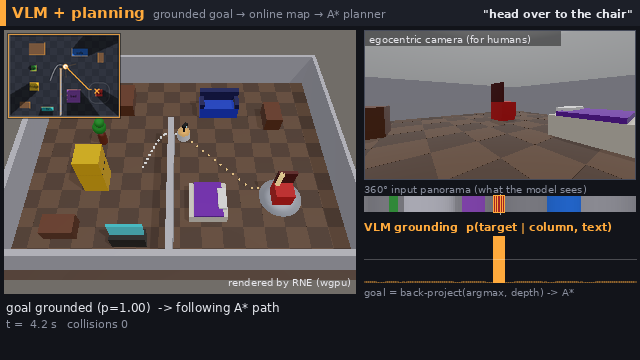 VLM + planning grounded goal → online map → A* planner "head over to the chair"
egocentric camera (for humans)
360° input panorama (what the model sees)
VLM grounding p(target | column, text)
rendered by RNE (wgpu)
goal = back-project(argmax, depth) -> A*
goal grounded (p=1.00) -> following A* path
t = 4.2 s collisions 0